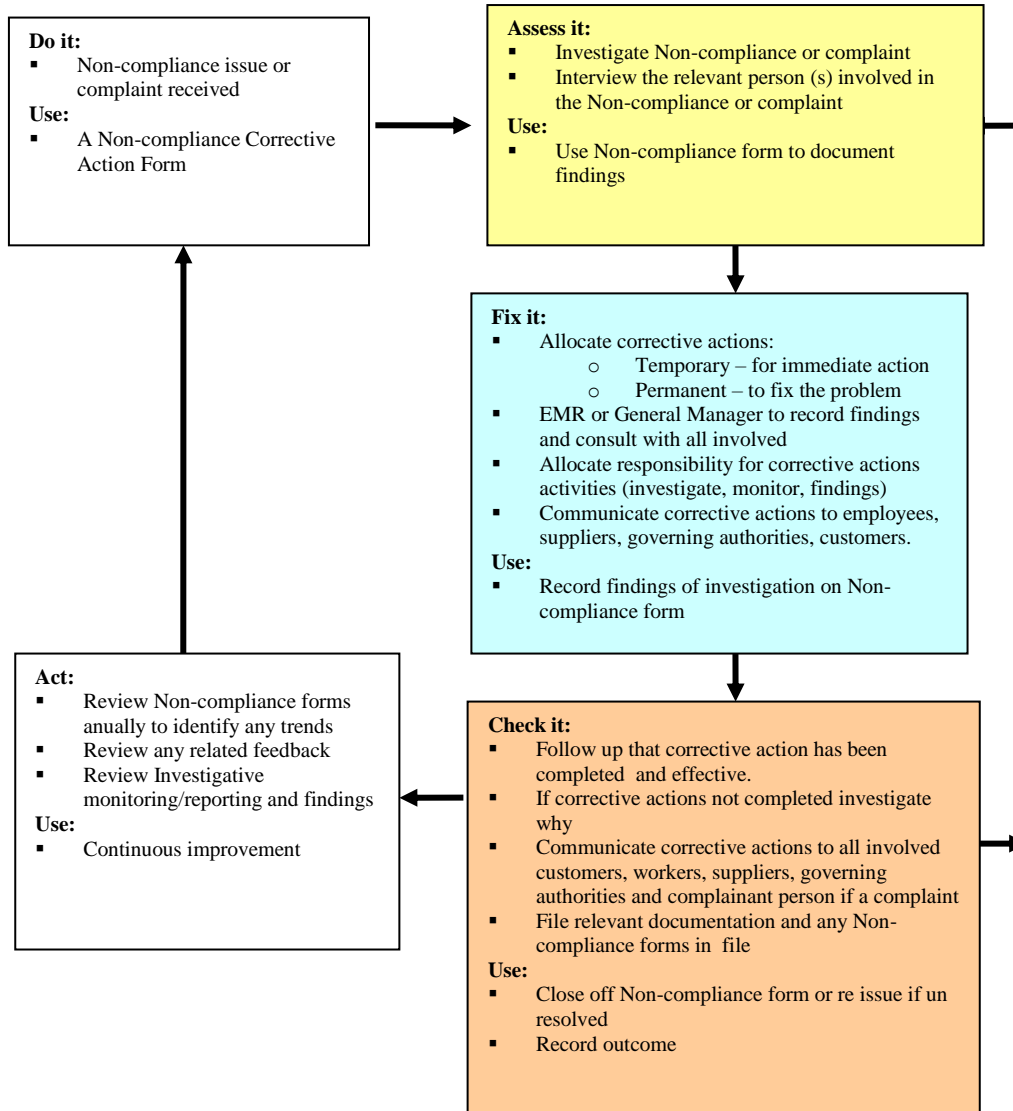 Do it:
▪ Non-compliance issue or
complaint received
Use:
▪ A Non-compliance Corrective
Action Form
Assess it:
▪ Investigate Non-compliance or complaint
▪ Interview the relevant person (s) involved in
the Non-compliance or complaint
Use:
▪ Use Non-compliance form to document
findings
Fix it:
▪ Allocate corrective actions:
o Temporary – for immediate action
o Permanent – to fix the problem
▪ EMR or General Manager to record findings
and consult with all involved
▪ Allocate responsibility for corrective actions
activities (investigate, monitor, findings)
▪ Communicate corrective actions to employees,
suppliers, governing authorities, customers.
Use:
▪ Record findings of investigation on Non-
compliance form
Act:
▪ Review Non-compliance forms
anually to identify any trends
▪ Review any related feedback
▪ Review Investigative
monitoring/reporting and findings
Use:
▪ Continuous improvement
Check it:
▪ Follow up that corrective action has been
completed and effective.
▪ If corrective actions not completed investigate
why
▪ Communicate corrective actions to all involved
customers, workers, suppliers, governing
authorities and complainant person if a complaint
▪ File relevant documentation and any Non-
compliance forms in file
Use:
▪ Close off Non-compliance form or re issue if un
resolved
▪ Record outcome